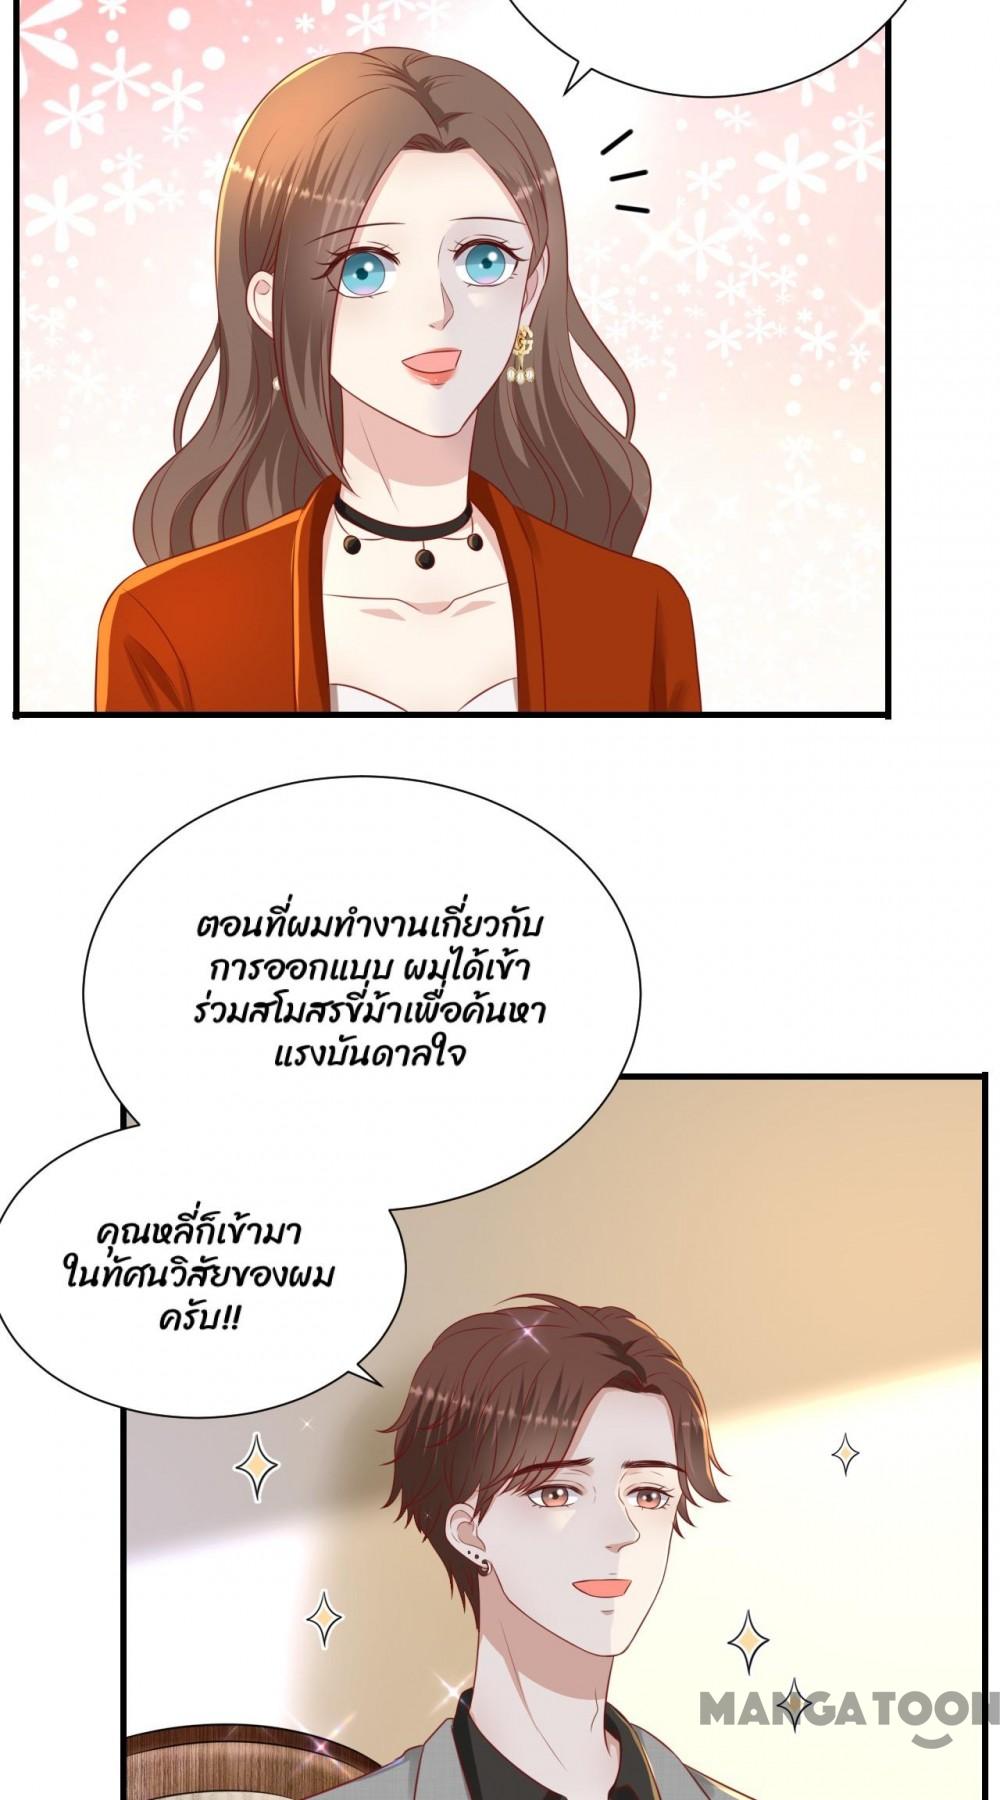 ตอนที่ผมทำงานเกี่ยวกับ
การออกแบบ ผมได้เข้า
ร่วมสโมสรขี่ม้าเพื่อค้นหา
แรงบันดาลใจ
คุณหลี่ก็เข้ามา
ในทัศนวิสัยของผม
ครับ!!
MANGATOON